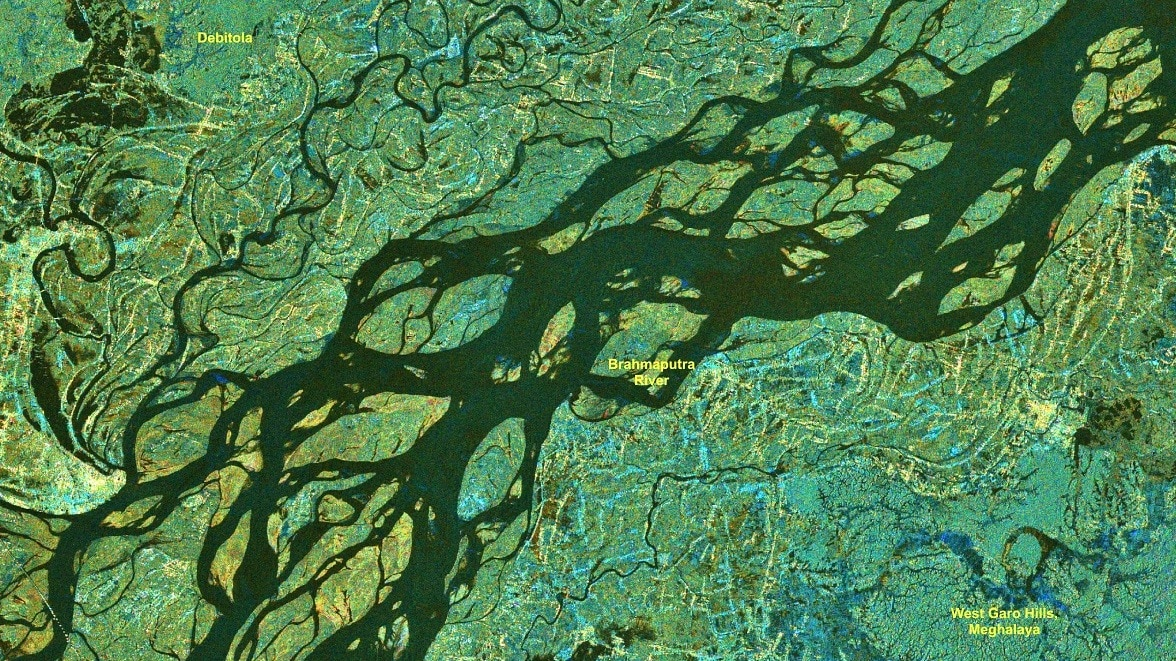 Debitola
Brahmaputra
River
West Garo Hills,
Meghalaya